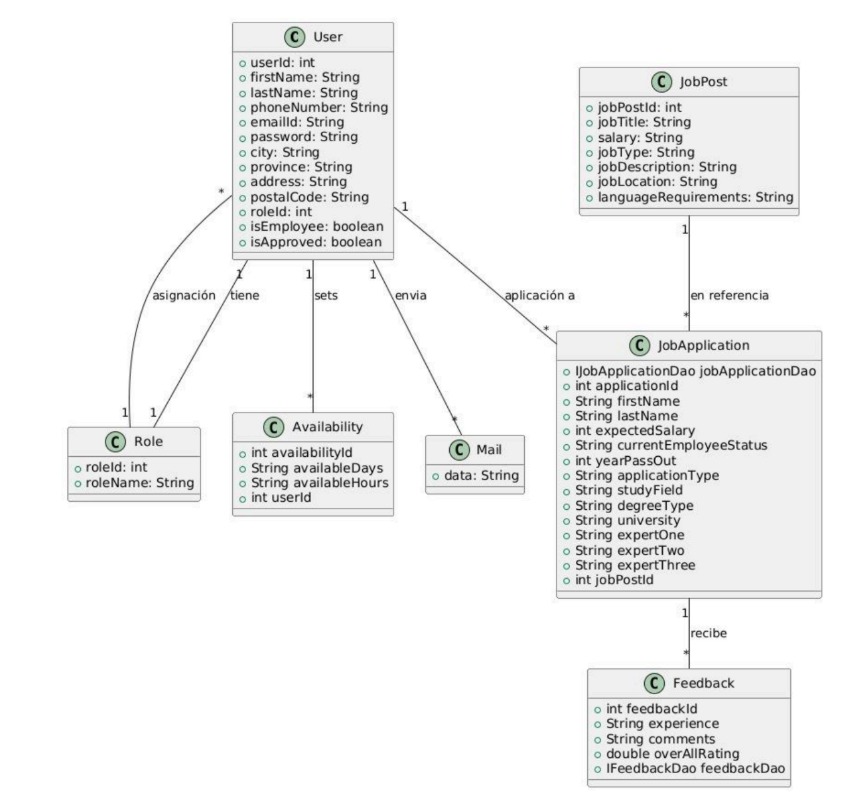 C User
userId: int
firstName: String
lastName: String
phoneNumber: String
emailId: String
password: String
city: String
province: String
address: String
postalCode: String
roleId: int
isEmployee: boolean
isApproved: boolean
C JobPost
jobPostId: int
jobTitle: String
salary: String
jobType: String
jobDescription: String
jobLocation: String
languageRequirements: String
*
1
1
1
1
1
asignación
tiene
sets
envia
aplicación a
en referencia
1
1
*
*
*
*
C Role
roleId: int
roleName: String
C Availability
int availabilityId
String availableDays
String availableHours
int userId
C Mail
data: String
C JobApplication
IJobApplicationDao jobApplicationDao
int applicationId
String firstName
String lastName
int expectedSalary
String currentEmployeeStatus
int yearPassOut
String applicationType
String studyField
String degreeType
String university
String expertOne
String expertTwo
String expertThree
int jobPostId
1
recibe
*
C Feedback
int feedbackId
String experience
String comments
double overAllRating
IFeedbackDao feedbackDao